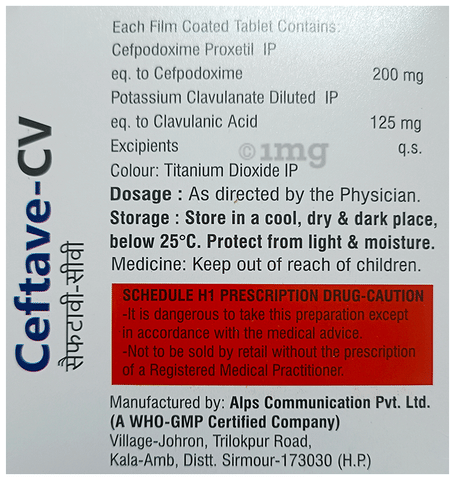 Each Film Coated Tablet Contains:
Cefpodoxime Proxetil IP
eq. to Cefpodoxime 200 mg
Potassium Clavulanate Diluted IP
eq. to Clavulanic Acid 125 mg
Excipients q.s.
©1mg
Colour: Titanium Dioxide IP
Dosage : As directed by the Physician.
Storage : Store in a cool, dry & dark place,
below 25°C. Protect from light & moisture.
Medicine: Keep out of reach of children.
SCHEDULE H1 PRESCRIPTION DRUG-CAUTION
-It is dangerous to take this preparation except
in accordance with the medical advice.
-Not to be sold by retail without the prescription
of a Registered Medical Practitioner.
Manufactured by: Alps Communication Pvt. Ltd.
(A WHO-GMP Certified Company)
Village-Johron, Trilokpur Road,
Kala-Amb, Distt. Sirmour-173030 (H.P.)
Ceftave-CV
सेफ्टावी-सीवी